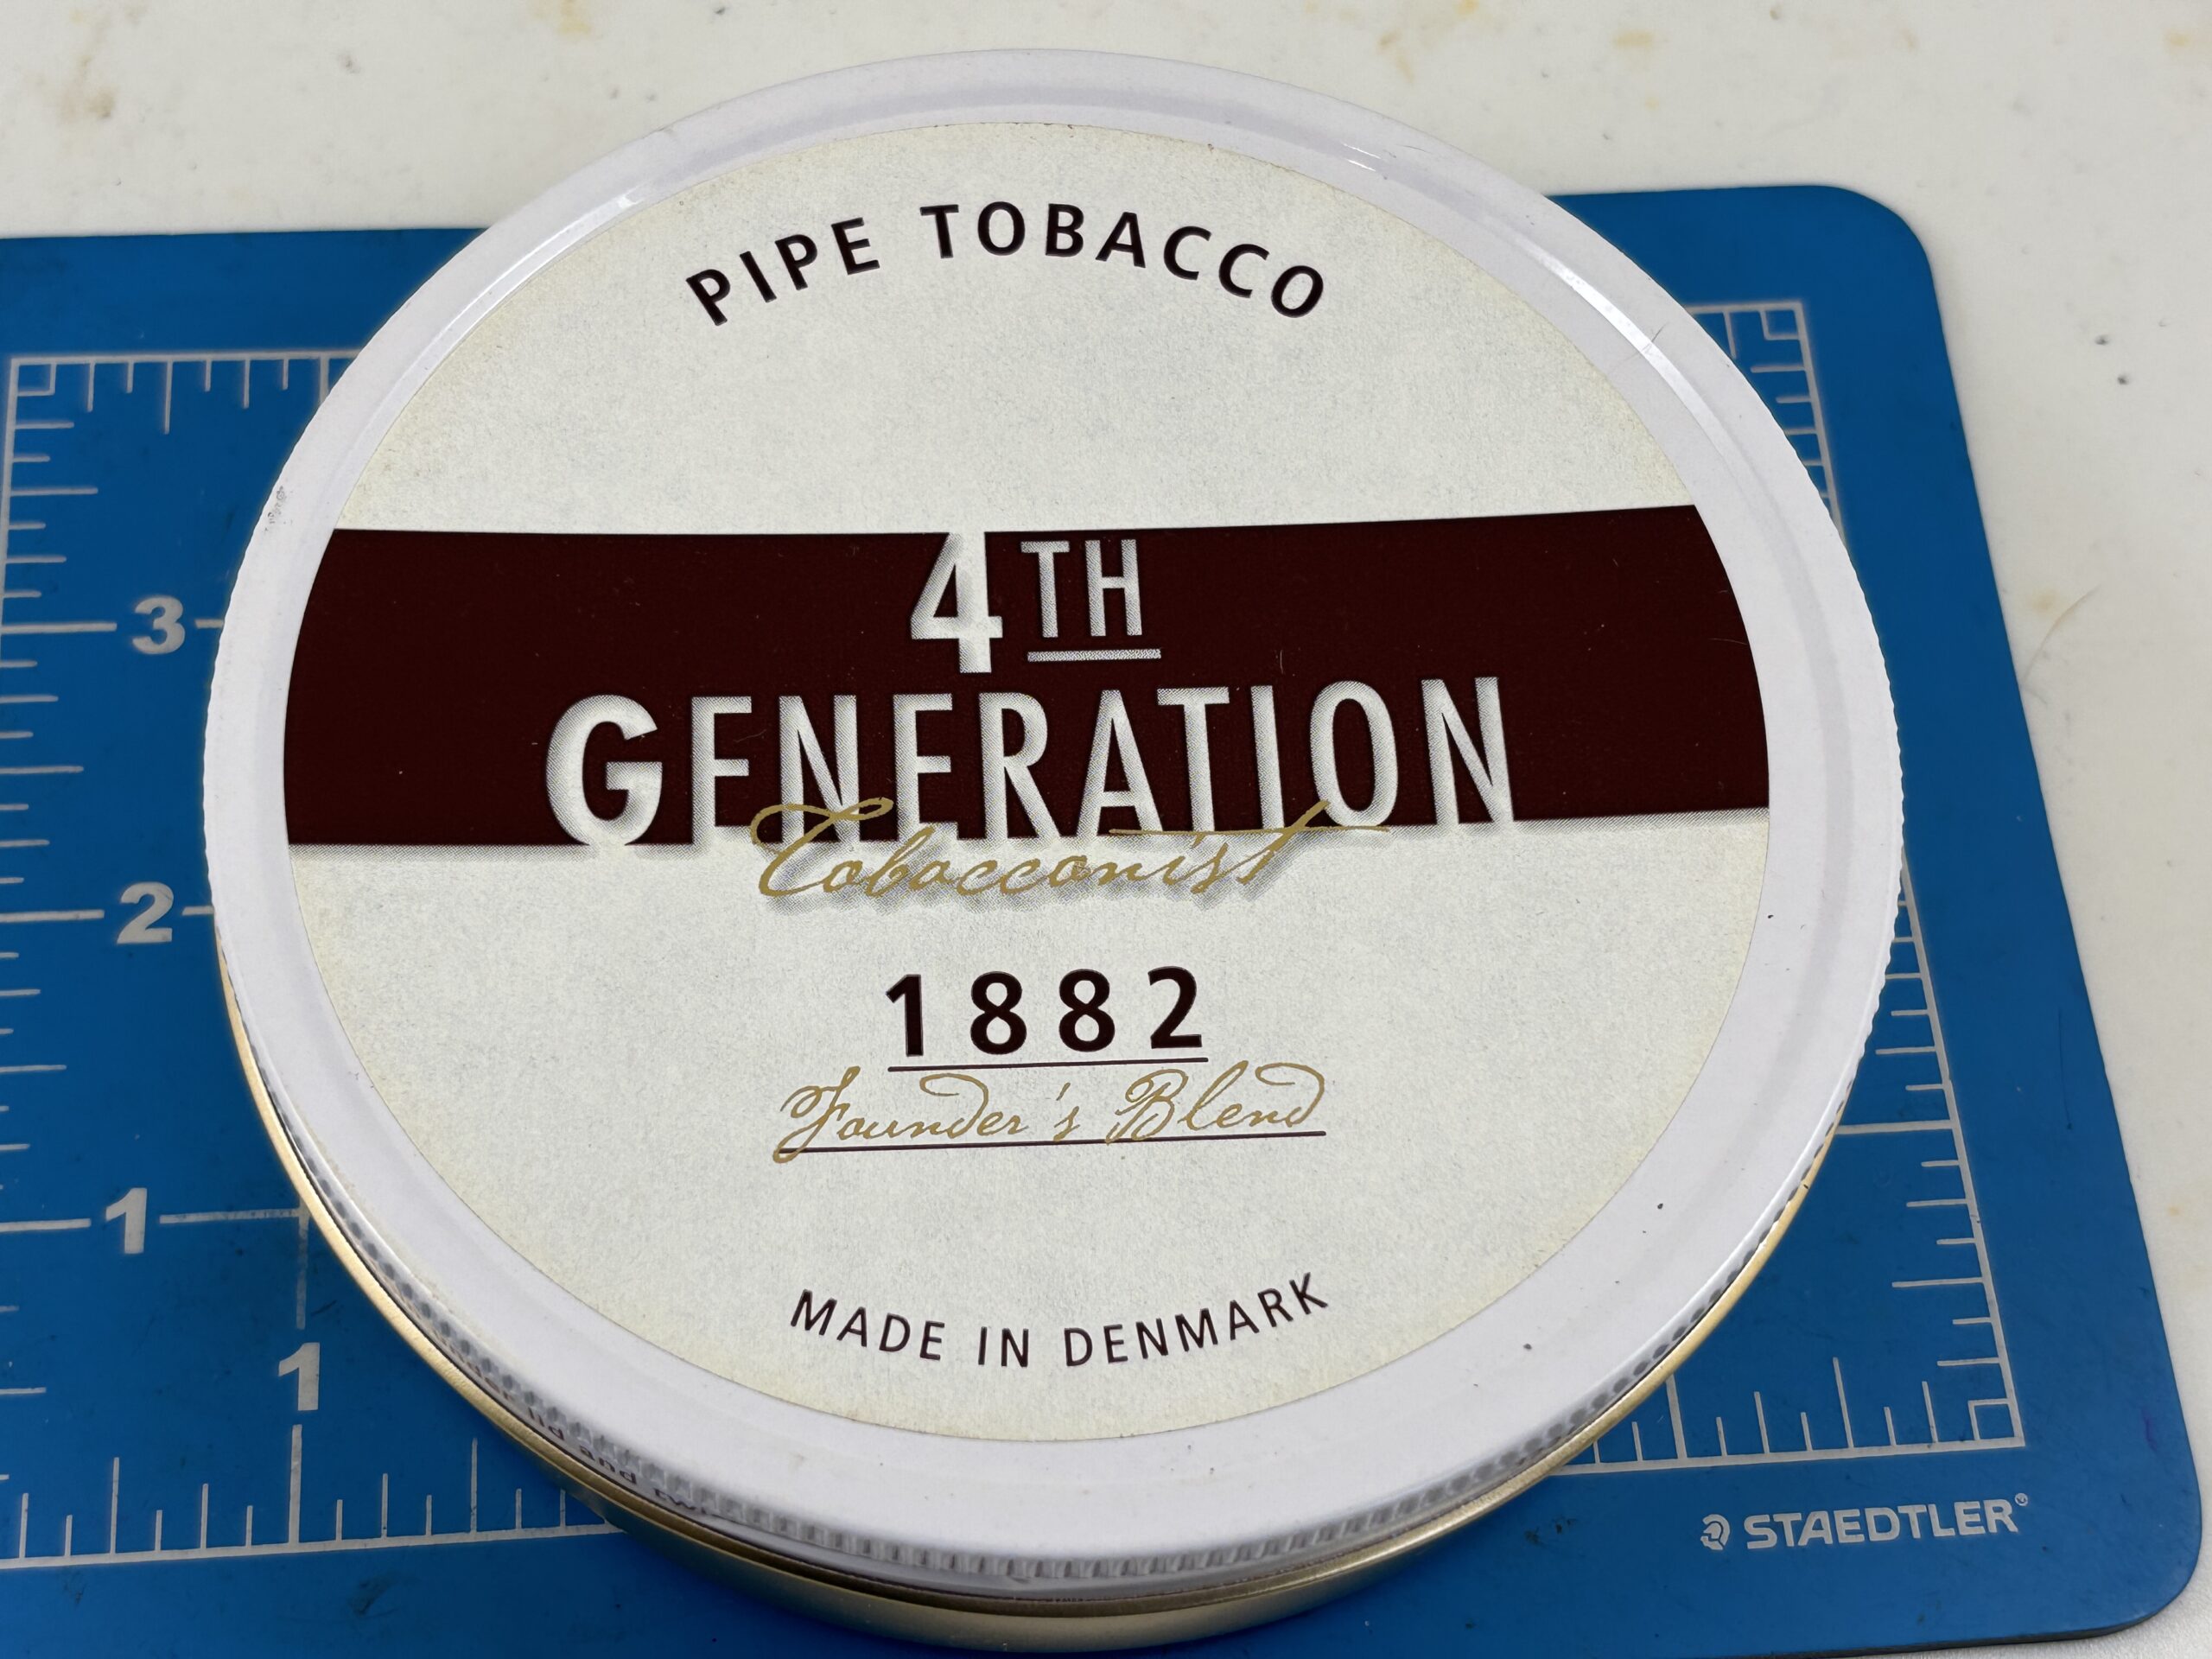 PIPE TOBACCO
4TH
GENERATION
Tobacconist
1882
Founder's Blend
MADE IN DENMARK
3
2
1
1
STAEDTLER®